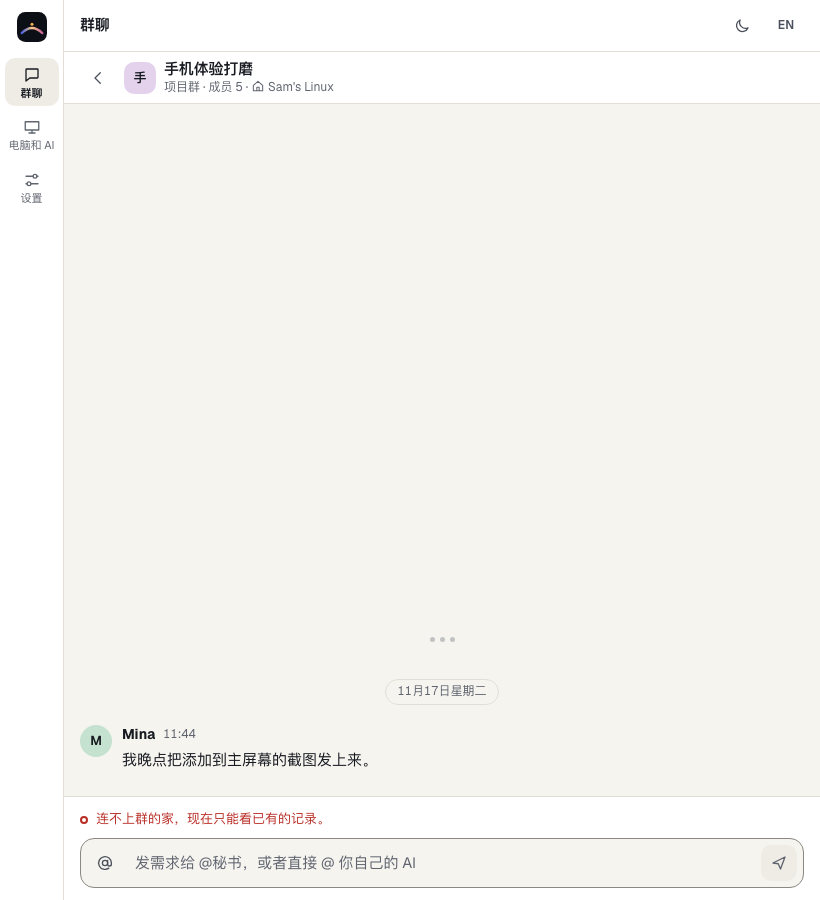 群聊
EN
群聊
电脑和 AI
设置
手
手机体验打磨
项目群 · 成员 5 · Sam's Linux
11月17日星期二
M
Mina 11:44
我晚点把添加到主屏幕的截图发上来。
连不上群的家，现在只能看已有的记录。
@ 发需求给 @秘书，或者直接 @ 你自己的 AI